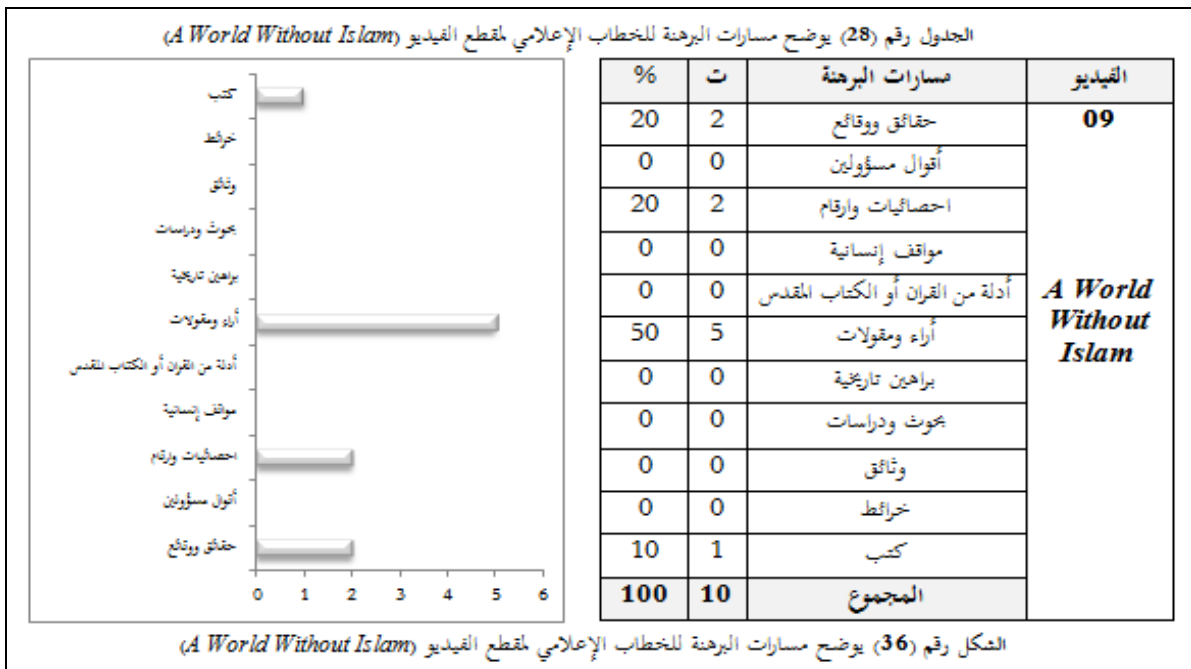 الجدول رقم (28) يوضح مسارات البرهنة للخطاب الإعلامي لمقطع الفيديو (A World Without Islam)
الفيديو مسارات البرهنة ت %
09 حقائق ووقائع 2 20
أقوال مسؤولين 0 0
احصائيات وارقام 2 20
مواقف إنسانية 0 0
أدلة من القران أو الكتاب المقدس 0 0
A World
Without
Islam
أراء ومقولات 5 50
براهين تاريخية 0 0
بحوث ودراسات 0 0
وثائق 0 0
خرائط 0 0
كتب 1 10
المجموع 10 100
كتب
خرائط
وثائق
بحوث ودراسات
براهين تاريخية
أراء ومقولات
أدلة من القران أو الكتاب المقدس
مواقف إنسانية
احصائيات وارقام
أقوال مسؤولين
حقائق ووقائع
0 1 2 3 4 5 6
الشكل رقم (36) يوضح مسارات البرهنة للخطاب الإعلامي لمقطع الفيديو (A World Without Islam)